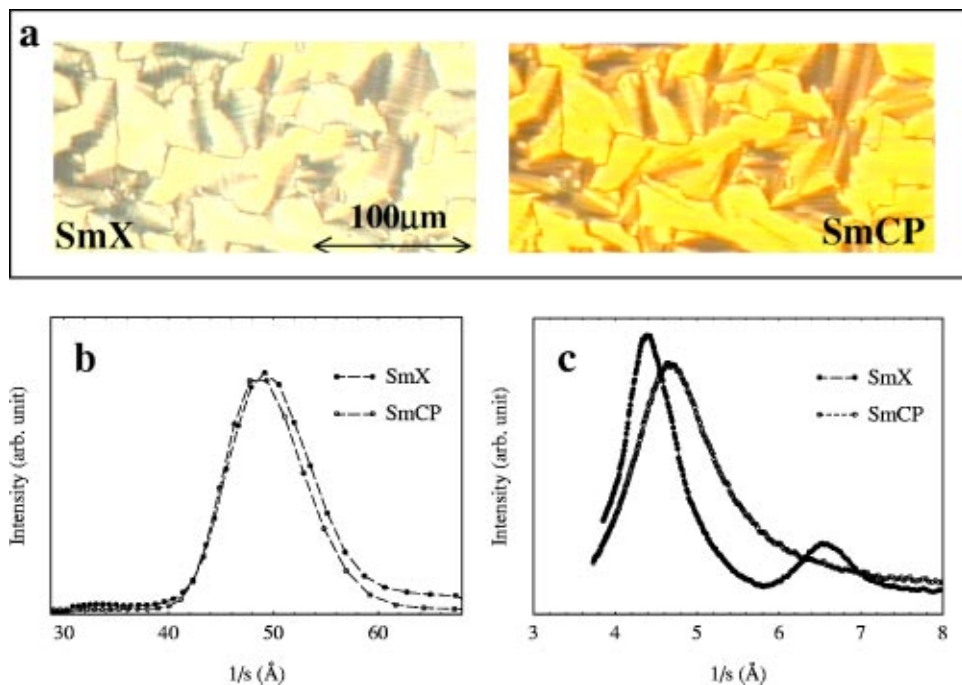 a
SmX
100μm
SmCP
b
SmX
SmCP
Intensity (arb. unit)
30 40 50 60
1/s (Å)
c
SmX
SmCP
Intensity (arb. unit)
3 4 5 6 7 8
1/s (Å)